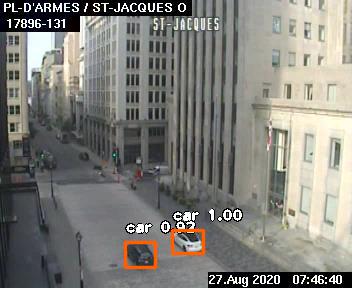 PL-D'ARMES / ST-JACQUES O
17896-131
ST-JACQUES
car 1.00
car 0.92
27.Aug 2020 07:46:40